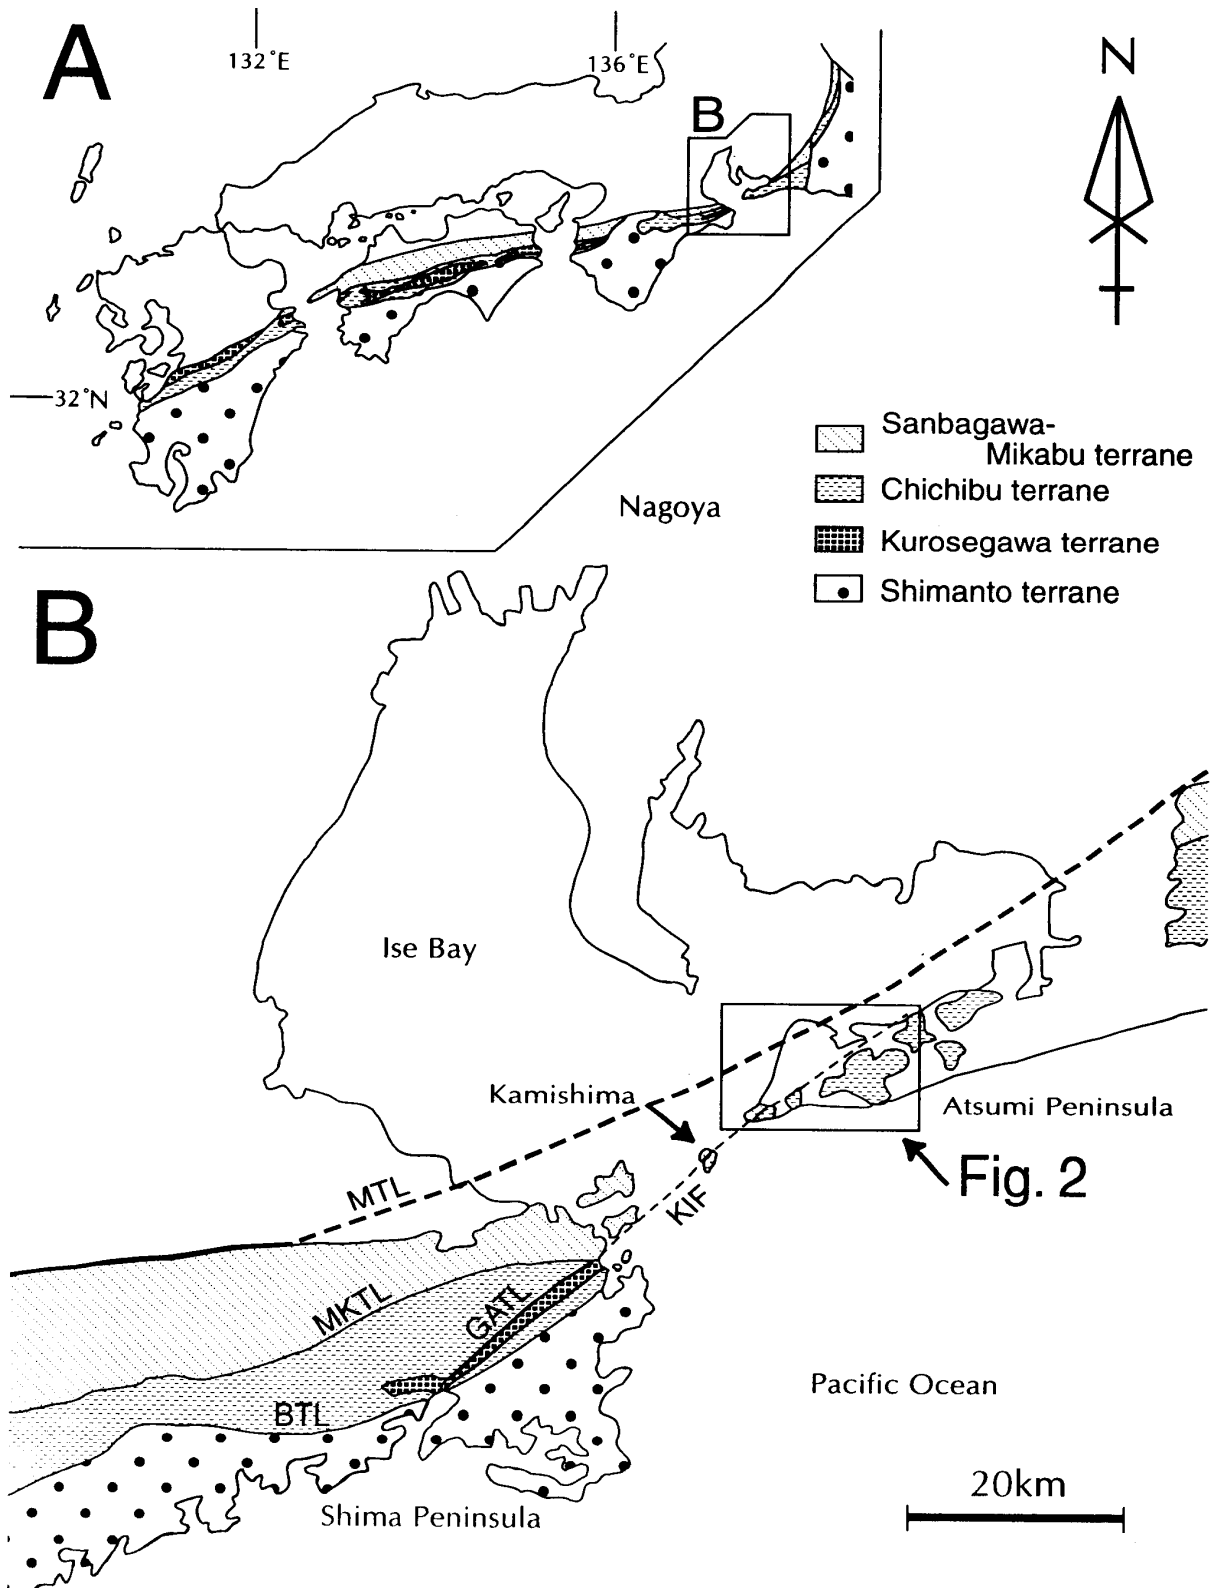 A
132°E
136°E
N
B
32°N
Sanbagawa-
Mikabu terrane
Chichibu terrane
Nagoya
Kurosegawa terrane
Shimanto terrane
B
Ise Bay
Kamishima
Atsumi Peninsula
Fig. 2
MTL
KIF
MKTL
GATL
Pacific Ocean
BTL
20km
Shima Peninsula